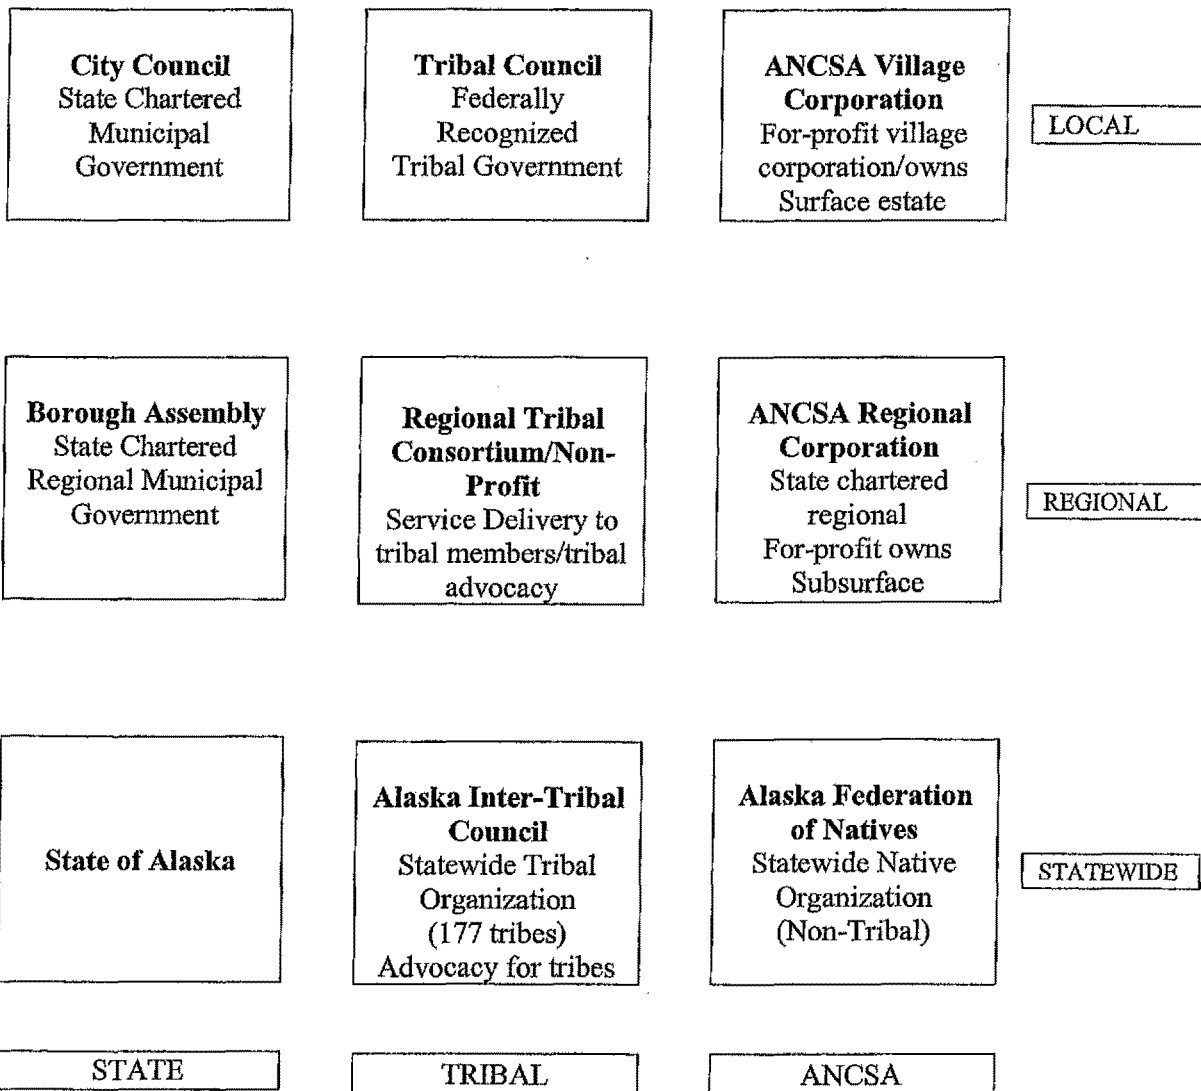 City Council
State Chartered
Municipal
Government
Tribal Council
Federally
Recognized
Tribal Government
ANCSA Village
Corporation
For-profit village
corporation/owns
Surface estate
LOCAL
Borough Assembly
State Chartered
Regional Municipal
Government
Regional Tribal
Consortium/Non-
Profit
Service Delivery to
tribal members/tribal
advocacy
ANCSA Regional
Corporation
State chartered
regional
For-profit owns
Subsurface
REGIONAL
State of Alaska
Alaska Inter-Tribal
Council
Statewide Tribal
Organization
(177 tribes)
Advocacy for tribes
Alaska Federation
of Natives
Statewide Native
Organization
(Non-Tribal)
STATEWIDE
STATE
TRIBAL
ANCSA